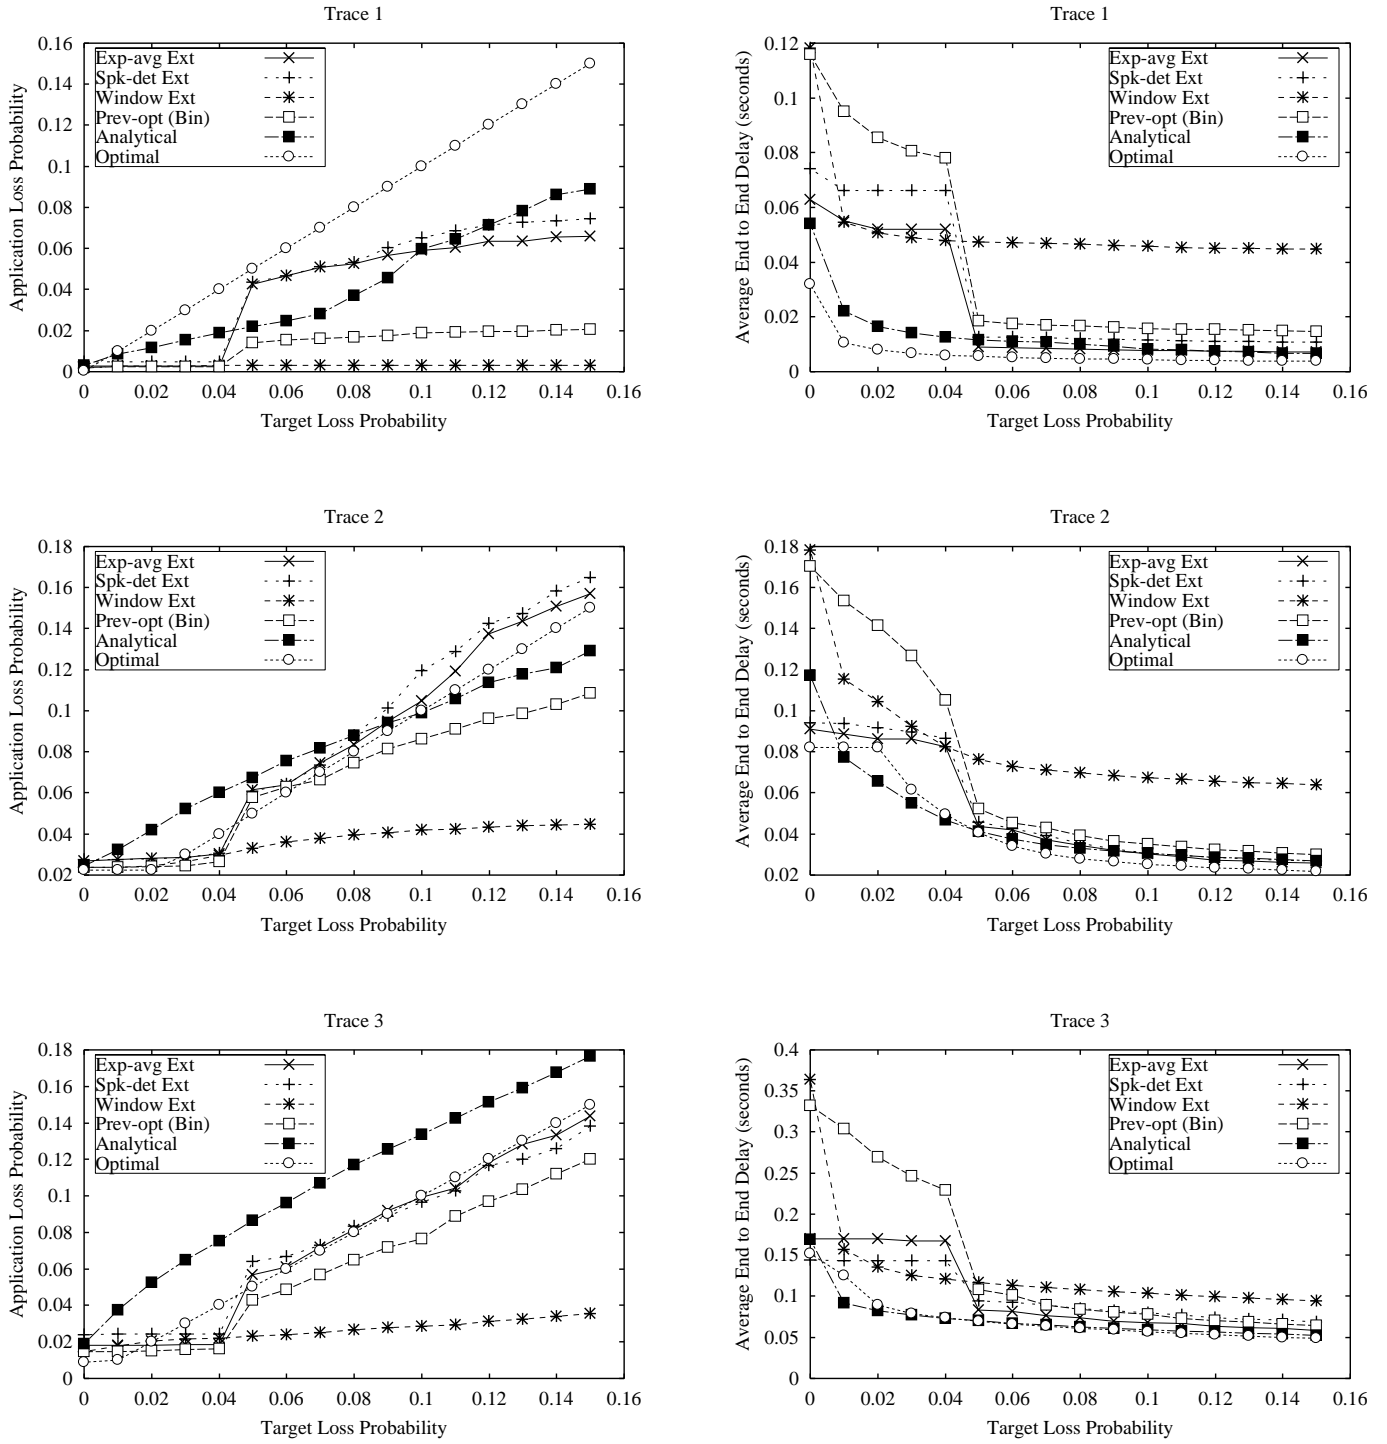 Trace 1
Application Loss Probability
0.16
0.14
0.12
0.1
0.08
0.06
0.04
0.02
0
Exp-avg Ext
Spk-det Ext
Window Ext
Prev-opt (Bin)
Analytical
Optimal
0 0.02 0.04 0.06 0.08 0.1 0.12 0.14 0.16
Target Loss Probability
Trace 1
Average End to End Delay (seconds)
0.12
0.1
0.08
0.06
0.04
0.02
0
Exp-avg Ext
Spk-det Ext
Window Ext
Prev-opt (Bin)
Analytical
Optimal
0 0.02 0.04 0.06 0.08 0.1 0.12 0.14 0.16
Target Loss Probability
Trace 2
Application Loss Probability
0.18
0.16
0.14
0.12
0.1
0.08
0.06
0.04
0.02
Exp-avg Ext
Spk-det Ext
Window Ext
Prev-opt (Bin)
Analytical
Optimal
0 0.02 0.04 0.06 0.08 0.1 0.12 0.14 0.16
Target Loss Probability
Trace 2
Average End to End Delay (seconds)
0.18
0.16
0.14
0.12
0.1
0.08
0.06
0.04
0.02
Exp-avg Ext
Spk-det Ext
Window Ext
Prev-opt (Bin)
Analytical
Optimal
0 0.02 0.04 0.06 0.08 0.1 0.12 0.14 0.16
Target Loss Probability
Trace 3
Application Loss Probability
0.18
0.16
0.14
0.12
0.1
0.08
0.06
0.04
0.02
0
Exp-avg Ext
Spk-det Ext
Window Ext
Prev-opt (Bin)
Analytical
Optimal
0 0.02 0.04 0.06 0.08 0.1 0.12 0.14 0.16
Target Loss Probability
Trace 3
Average End to End Delay (seconds)
0.4
0.35
0.3
0.25
0.2
0.15
0.1
0.05
0
Exp-avg Ext
Spk-det Ext
Window Ext
Prev-opt (Bin)
Analytical
Optimal
0 0.02 0.04 0.06 0.08 0.1 0.12 0.14 0.16
Target Loss Probability